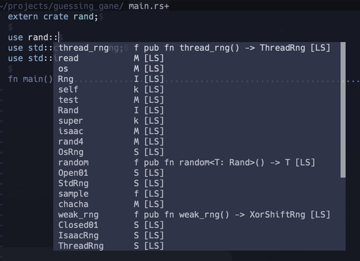 ~/projects/guessing_gane/ main.rs+
extern crate rand;
use rand::
use std::
use std::
fn main()
thread_rng f pub fn thread_rng() -> ThreadRng [LS]
read M [LS]
os M [LS]
Rng I [LS]
self k [LS]
test M [LS]
Rand I [LS]
super k [LS]
isaac M [LS]
rand4 M [LS]
OsRng S [LS]
random f pub fn random<T: Rand>() -> T [LS]
Open01 S [LS]
StdRng S [LS]
sample f [LS]
chacha M [LS]
weak_rng f pub fn weak_rng() -> XorShiftRng [LS]
Closed01 S [LS]
IsaacRng S [LS]
ThreadRng S [LS]